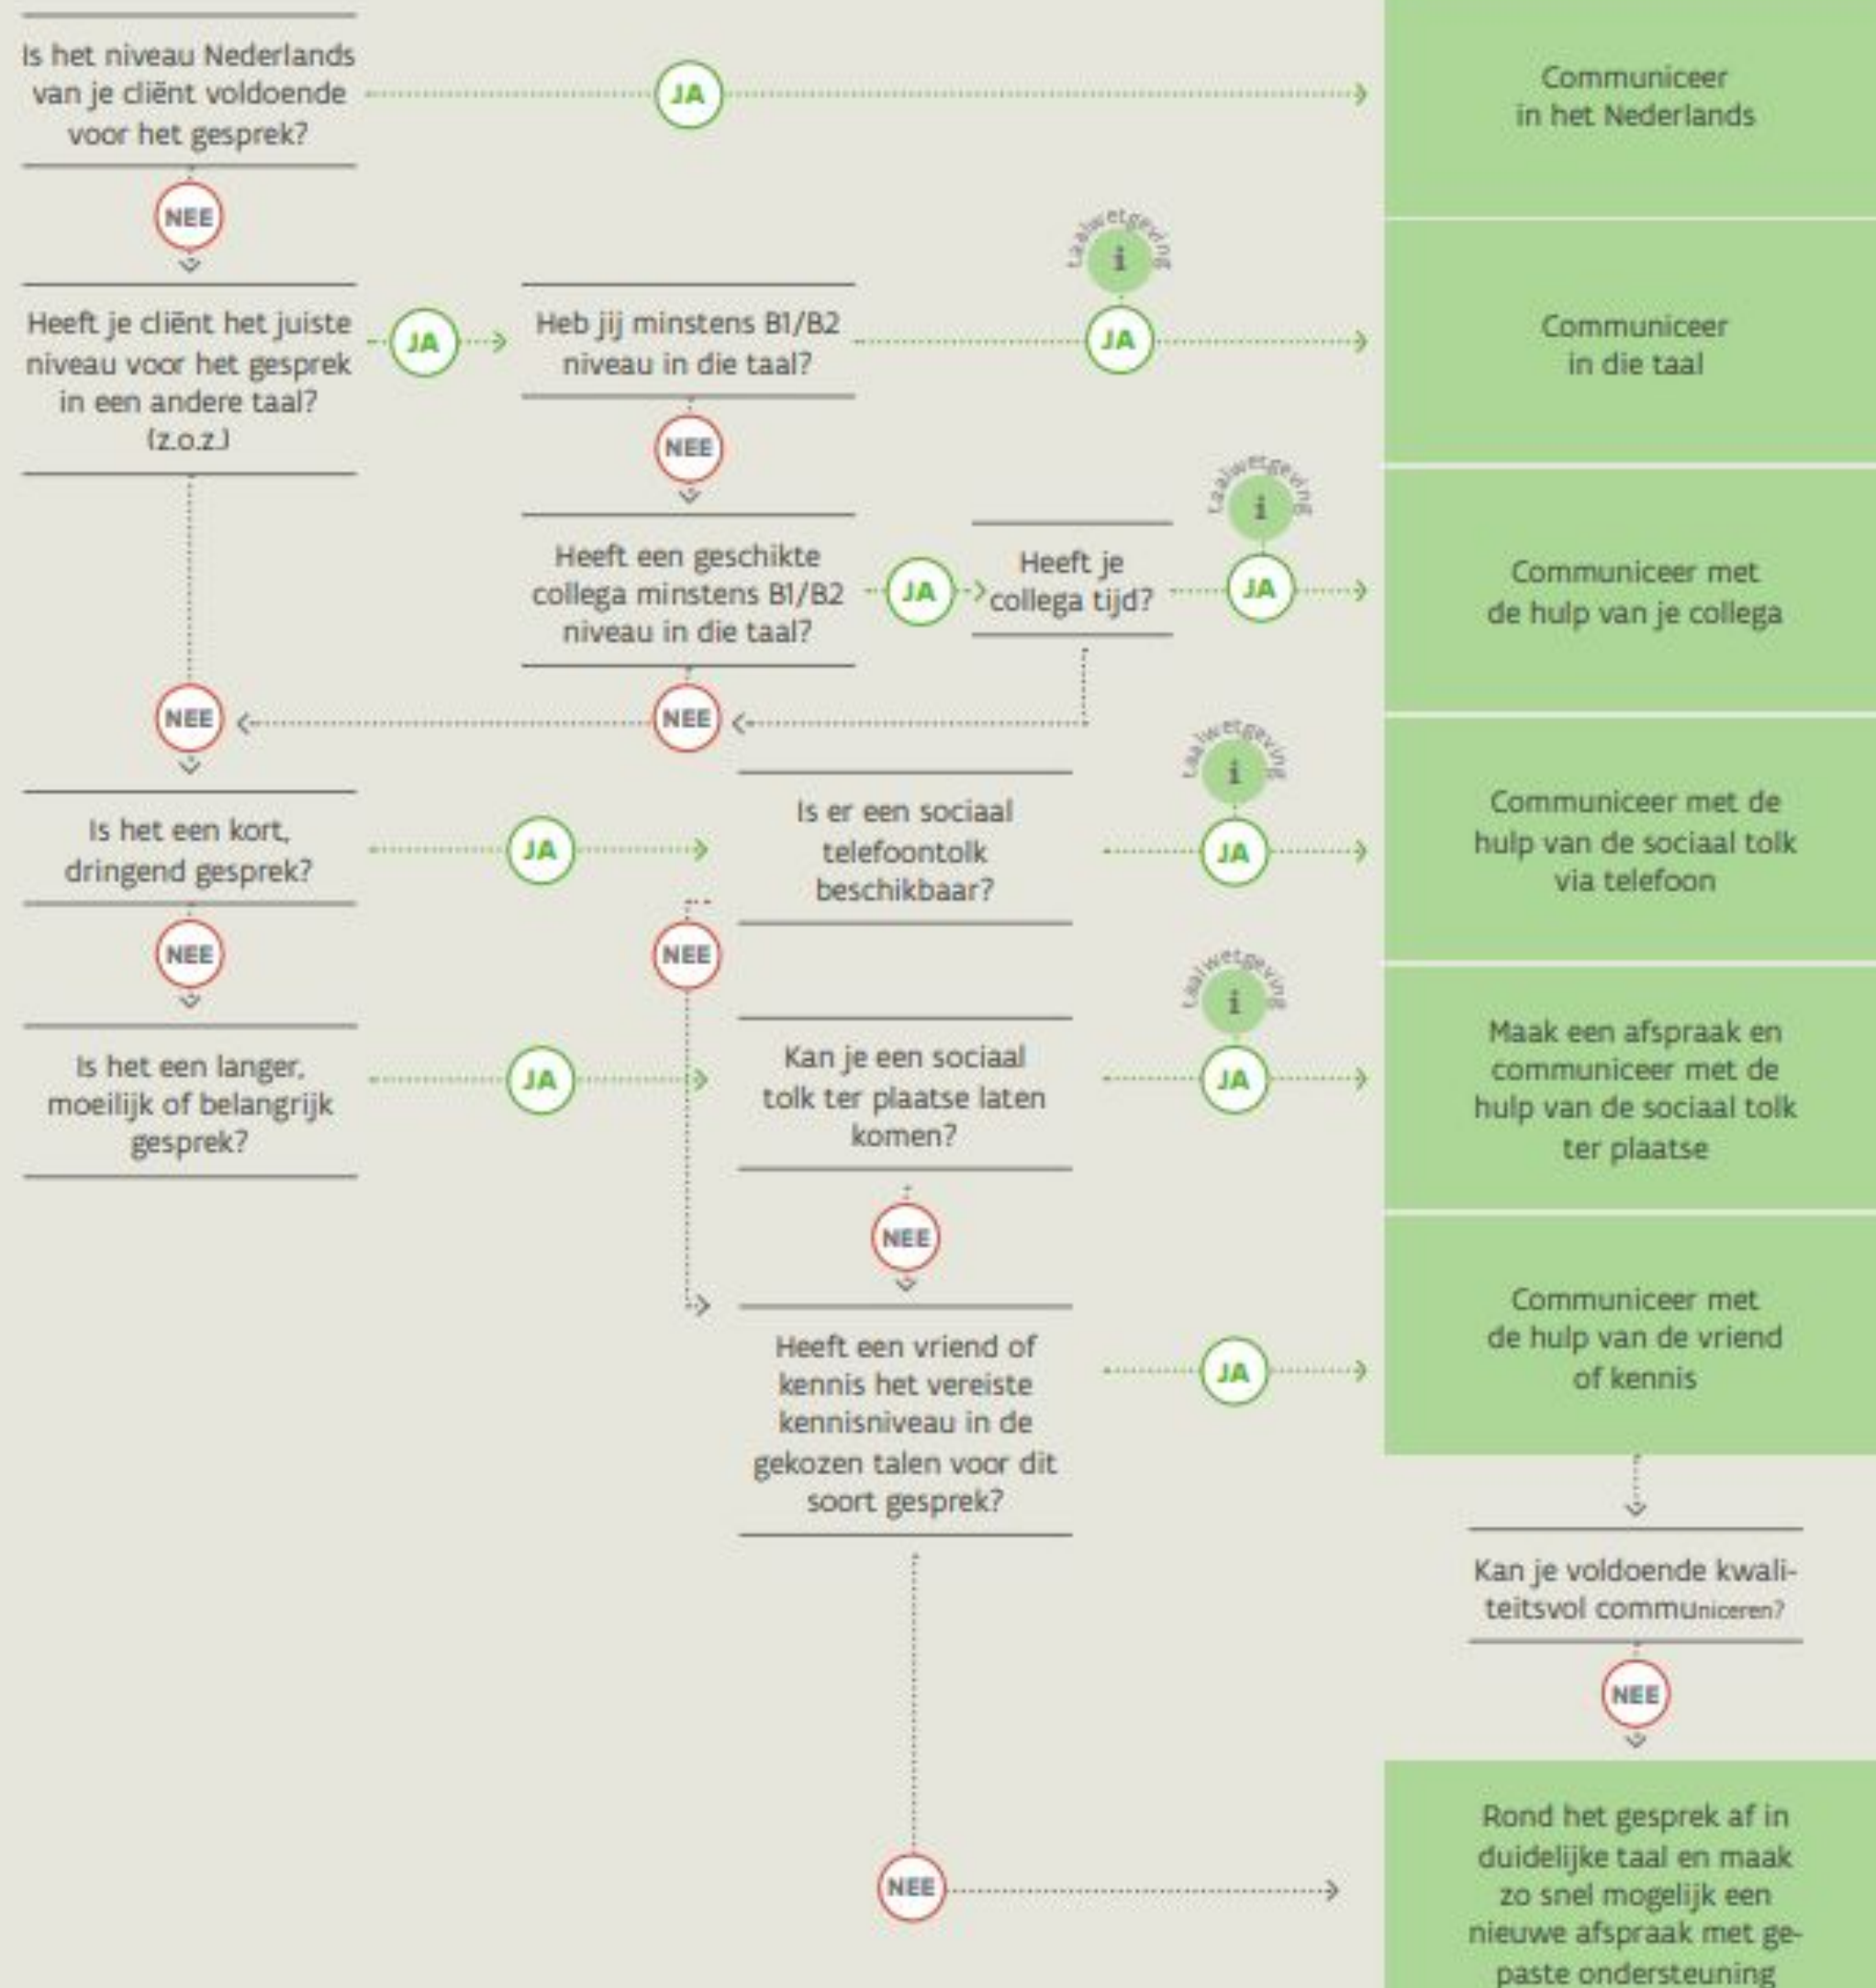 Is het niveau Nederlands
van je cliënt voldoende
voor het gesprek?
JA
Communiceer
in het Nederlands
NEE
Heeft je cliënt het juiste
niveau voor het gesprek
in een andere taal?
(z.o.z.)
JA
Heb jij minstens B1/B2
niveau in die taal?
taalwetgeving
i
JA
Communiceer
in die taal
NEE
Heeft een geschikte
collega minstens B1/B2
niveau in die taal?
JA
Heeft je
collega tijd?
taalwetgeving
i
JA
Communiceer met
de hulp van je collega
NEE
NEE
Is het een kort,
dringend gesprek?
JA
Is er een sociaal
telefoontolk
beschikbaar?
taalwetgeving
i
JA
Communiceer met de
hulp van de sociaal tolk
via telefoon
NEE
NEE
Is het een langer,
moeilijk of belangrijk
gesprek?
JA
Kan je een sociaal
tolk ter plaatse laten
komen?
taalwetgeving
i
JA
Maak een afspraak en
communiceer met de
hulp van de sociaal tolk
ter plaatse
NEE
Heeft een vriend of
kennis het vereiste
kennisniveau in de
gekozen talen voor dit
soort gesprek?
JA
Communiceer met
de hulp van de vriend
of kennis
Kan je voldoende kwali-
teitsvol communiceren?
NEE
NEE
Rond het gesprek af in
duidelijke taal en maak
zo snel mogelijk een
nieuwe afspraak met ge-
paste ondersteuning